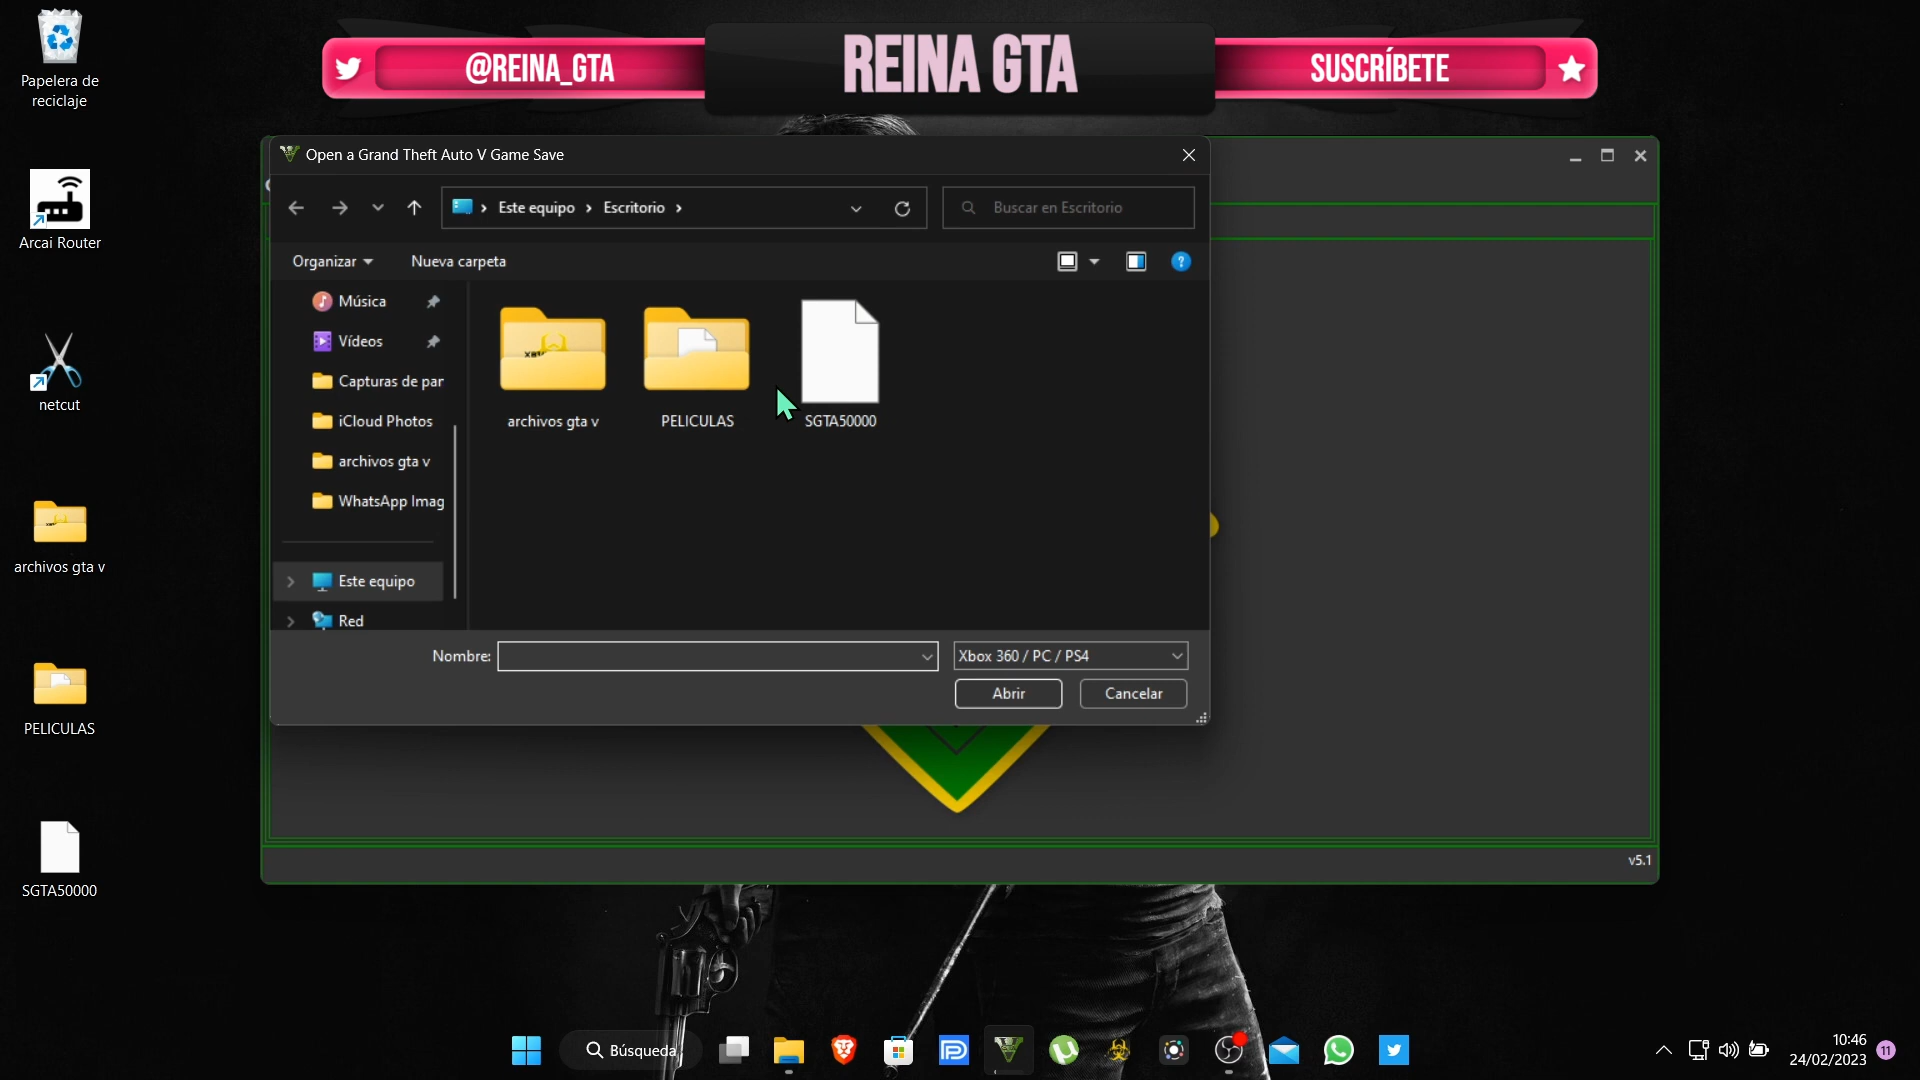 @REINA_GTA
REINA GTA
SUSCRÍBETE
Papelera de
reciclaje
Arcai Router
netcut
archivos gta v
PELICULAS
SGTA50000
Open a Grand Theft Auto V Game Save
Este equipo
Escritorio
Buscar en Escritorio
Organizar
Nueva carpeta
Música
Vídeos
Capturas de par
iCloud Photos
archivos gta v
WhatsApp Imag
Este equipo
Red
archivos gta v
PELICULAS
SGTA50000
Nombre:
Xbox 360 / PC / PS4
Abrir
Cancelar
v5.1
Búsqueda
10:46
24/02/2023
11